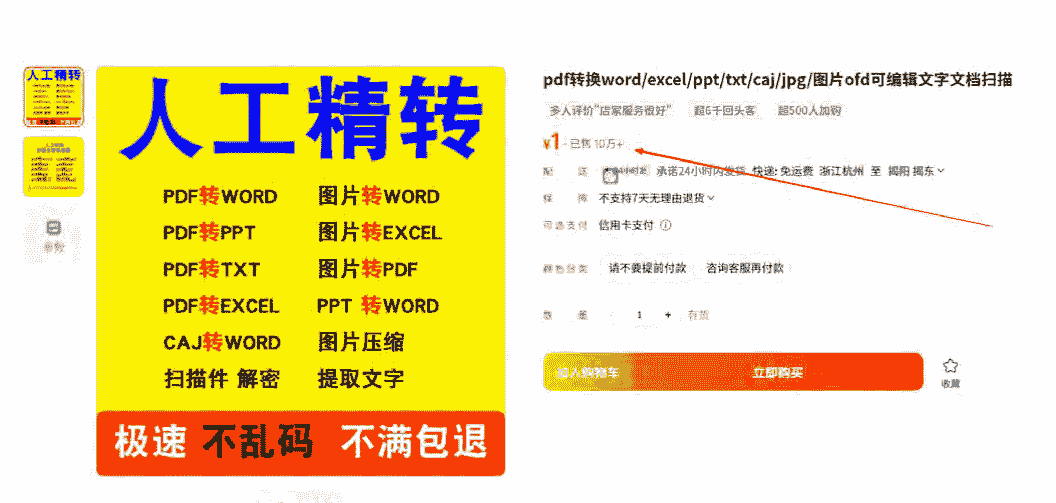 人工精转
人工精转
PDF转WORD 图片转WORD
PDF转PPT 图片转EXCEL
PDF转TXT 图片转PDF
PDF转EXCEL PPT 转WORD
CAJ转WORD 图片压缩
扫描件 解密 提取文字
极速 不乱码 不满包退
pdf转换word/excel/ppt/txt/caj/jpg/图片ofd可编辑文字文档扫描
多人评价“店家服务很好” 超6千回头客 超500人加购
¥1 已售 10万+
承诺24小时内发货 快递: 免运费 浙江杭州 至 揭阳 揭东
不支持7天无理由退货
信用卡支付
请不要提前付款 咨询客服再付款
1 + 有货
加入购物车 立即购买
收藏